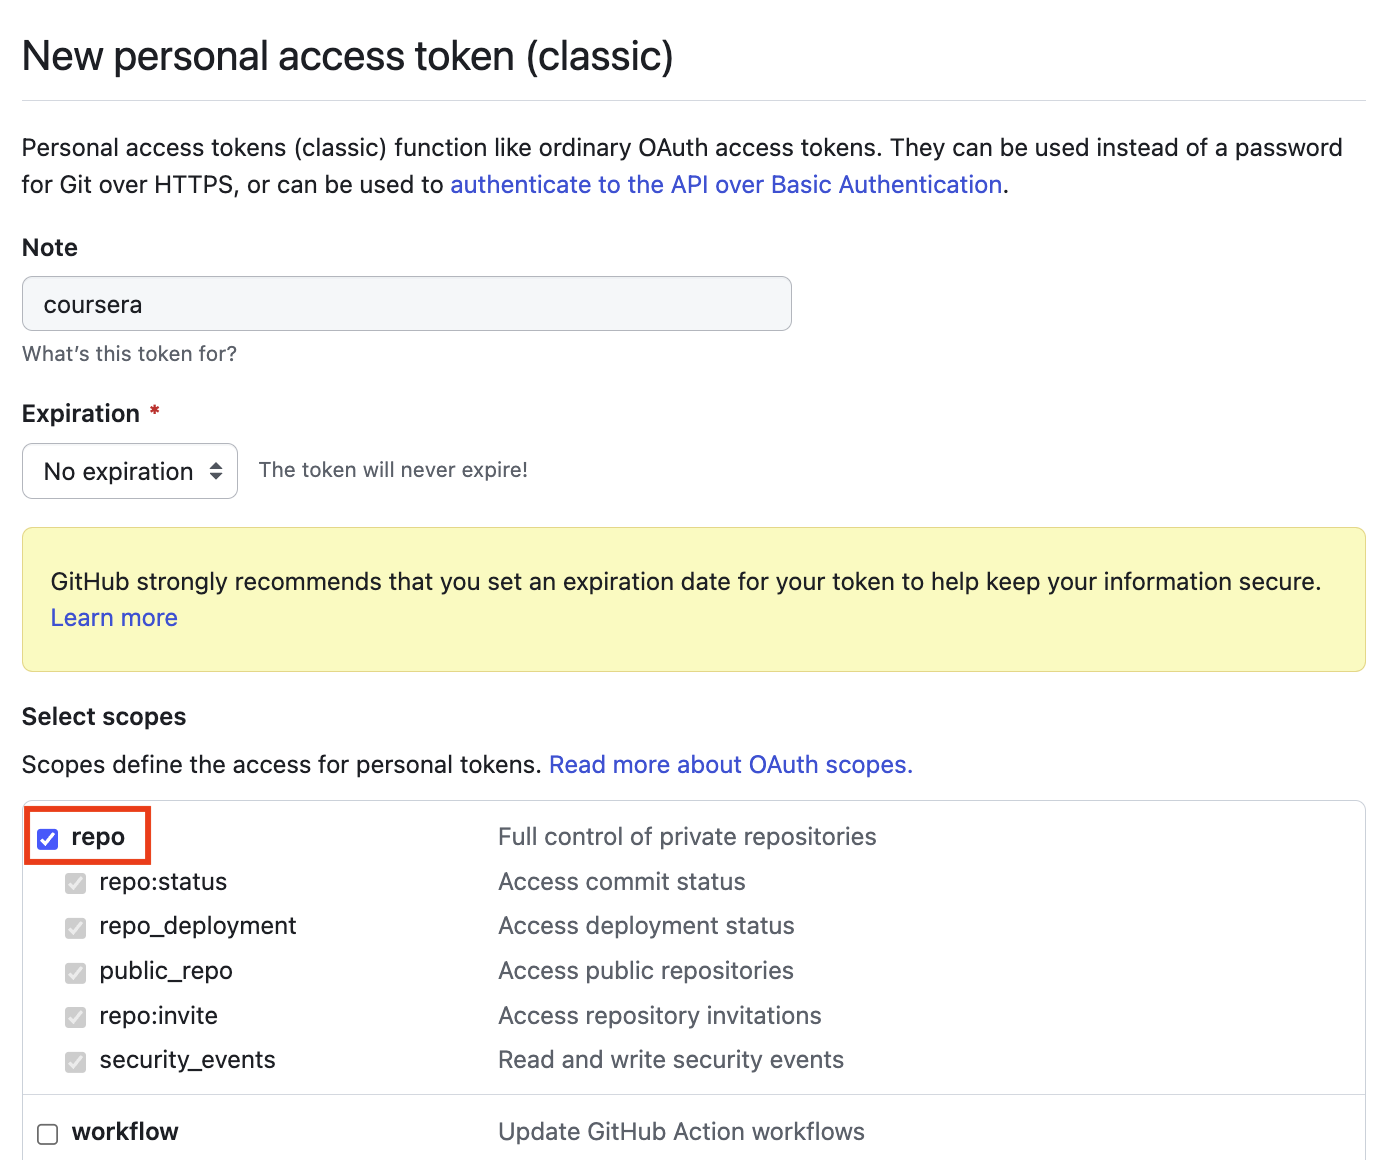 New personal access token (classic)
Personal access tokens (classic) function like ordinary OAuth access tokens. They can be used instead of a password
for Git over HTTPS, or can be used to authenticate to the API over Basic Authentication.
Note
coursera
What's this token for?
Expiration *
No expiration The token will never expire!
GitHub strongly recommends that you set an expiration date for your token to help keep your information secure.
Learn more
Select scopes
Scopes define the access for personal tokens. Read more about OAuth scopes.
repo Full control of private repositories
repo:status Access commit status
repo_deployment Access deployment status
public_repo Access public repositories
repo:invite Access repository invitations
security_events Read and write security events
workflow Update GitHub Action workflows